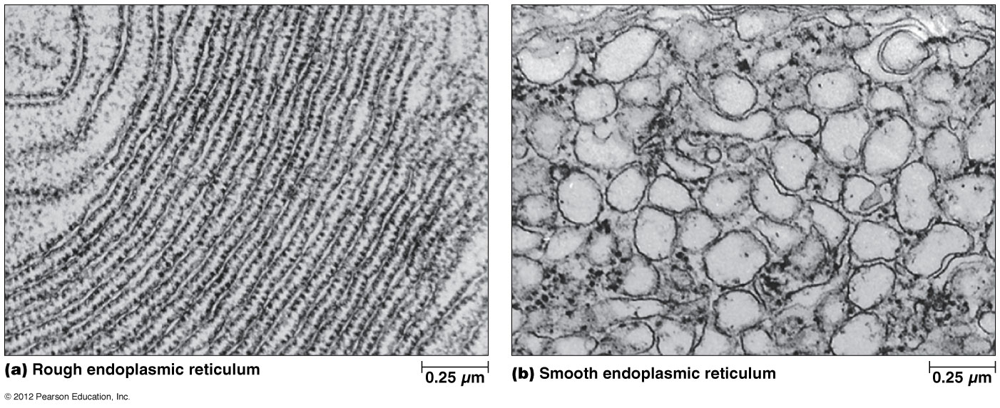 (a) Rough endoplasmic reticulum
0.25 µm
(b) Smooth endoplasmic reticulum
0.25 µm
© 2012 Pearson Education, Inc.